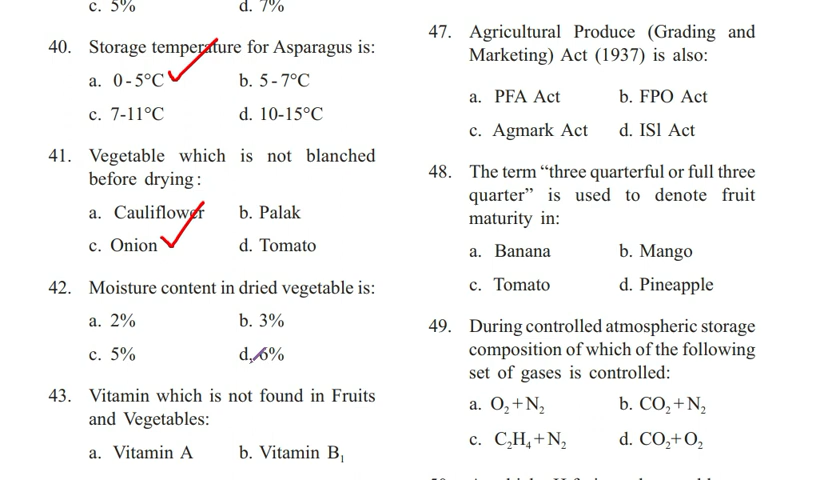 c. 5% d. 7%
40. Storage temperature for Asparagus is:
a. 0-5°C b. 5-7°C
c. 7-11°C d. 10-15°C
41. Vegetable which is not blanched
before drying:
a. Cauliflower b. Palak
c. Onion d. Tomato
42. Moisture content in dried vegetable is:
a. 2% b. 3%
c. 5% d. 6%
43. Vitamin which is not found in Fruits
and Vegetables:
a. Vitamin A b. Vitamin B₁
47. Agricultural Produce (Grading and
Marketing) Act (1937) is also:
a. PFA Act b. FPO Act
c. Agmark Act d. ISl Act
48. The term “three quarterful or full three
quarter” is used to denote fruit
maturity in:
a. Banana b. Mango
c. Tomato d. Pineapple
49. During controlled atmospheric storage
composition of which of the following
set of gases is controlled:
a. O₂+N₂ b. CO₂+N₂
c. C₂H₄+N₂ d. CO₂+O₂